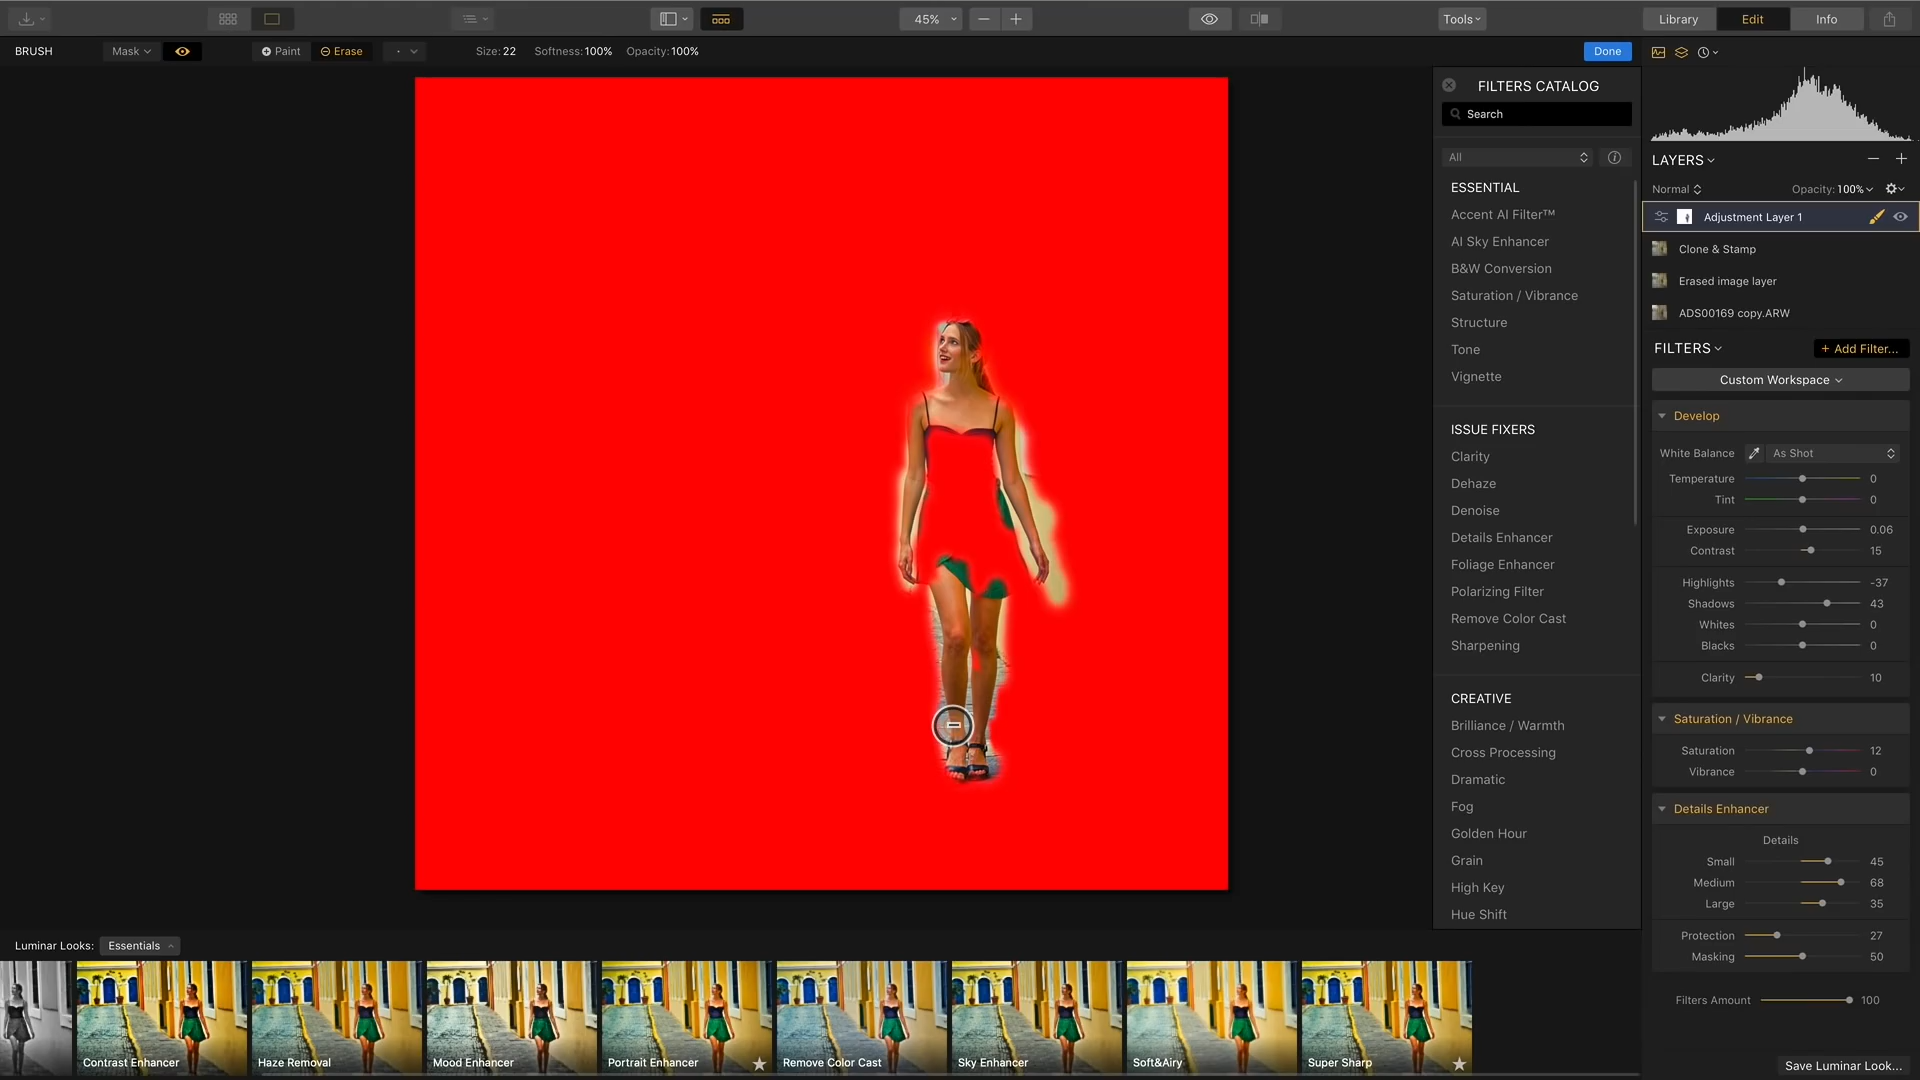 45%
Tools
Library
Edit
Info
BRUSH
Mask
Paint
Erase
Size: 22
Softness: 100%
Opacity: 100%
Done
FILTERS CATALOG
Search
All
ESSENTIAL
Accent AI Filter™
AI Sky Enhancer
B&W Conversion
Saturation / Vibrance
Structure
Tone
Vignette
ISSUE FIXERS
Clarity
Dehaze
Denoise
Details Enhancer
Foliage Enhancer
Polarizing Filter
Remove Color Cast
Sharpening
CREATIVE
Brilliance / Warmth
Cross Processing
Dramatic
Fog
Golden Hour
Grain
High Key
Hue Shift
LAYERS
Normal
Opacity: 100%
Adjustment Layer 1
Clone & Stamp
Erased image layer
ADS00169 copy.ARW
FILTERS
+ Add Filter...
Custom Workspace
Develop
White Balance
As Shot
Temperature 0
Tint 0
Exposure 0.06
Contrast 15
Highlights -37
Shadows 43
Whites 0
Blacks 0
Clarity 10
Saturation / Vibrance
Saturation 12
Vibrance 0
Details Enhancer
Details
Small 45
Medium 68
Large 35
Protection 27
Masking 50
Filters Amount 100
Save Luminar Look...
Luminar Looks:
Essentials
Contrast Enhancer
Haze Removal
Mood Enhancer
Portrait Enhancer
Remove Color Cast
Sky Enhancer
Soft&Airy
Super Sharp